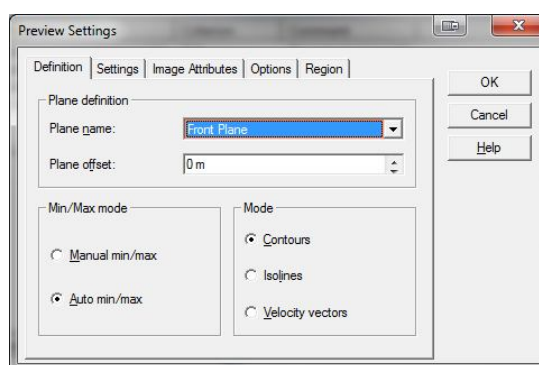 Preview Settings
Definition Settings Image Attributes Options Region
Plane definition
Plane name: Front Plane
Plane offset: 0 m
Min/Max mode
Manual min/max
Auto min/max
Mode
Contours
Isolines
Velocity vectors
OK
Cancel
Help